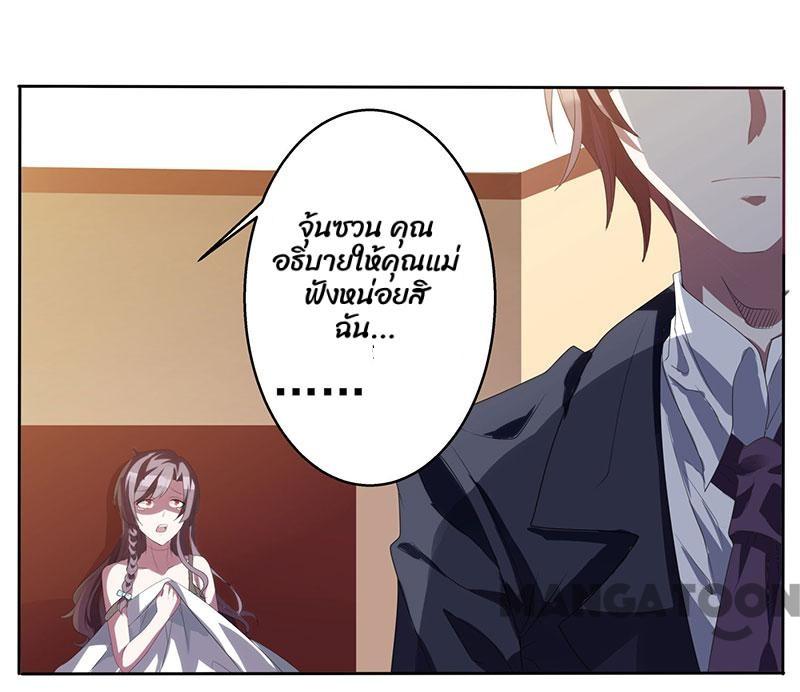 จุ้นซวน คุณ
อธิบายให้คุณแม่
ฟังหน่อยสิ
ฉัน...
......
MANGATOON